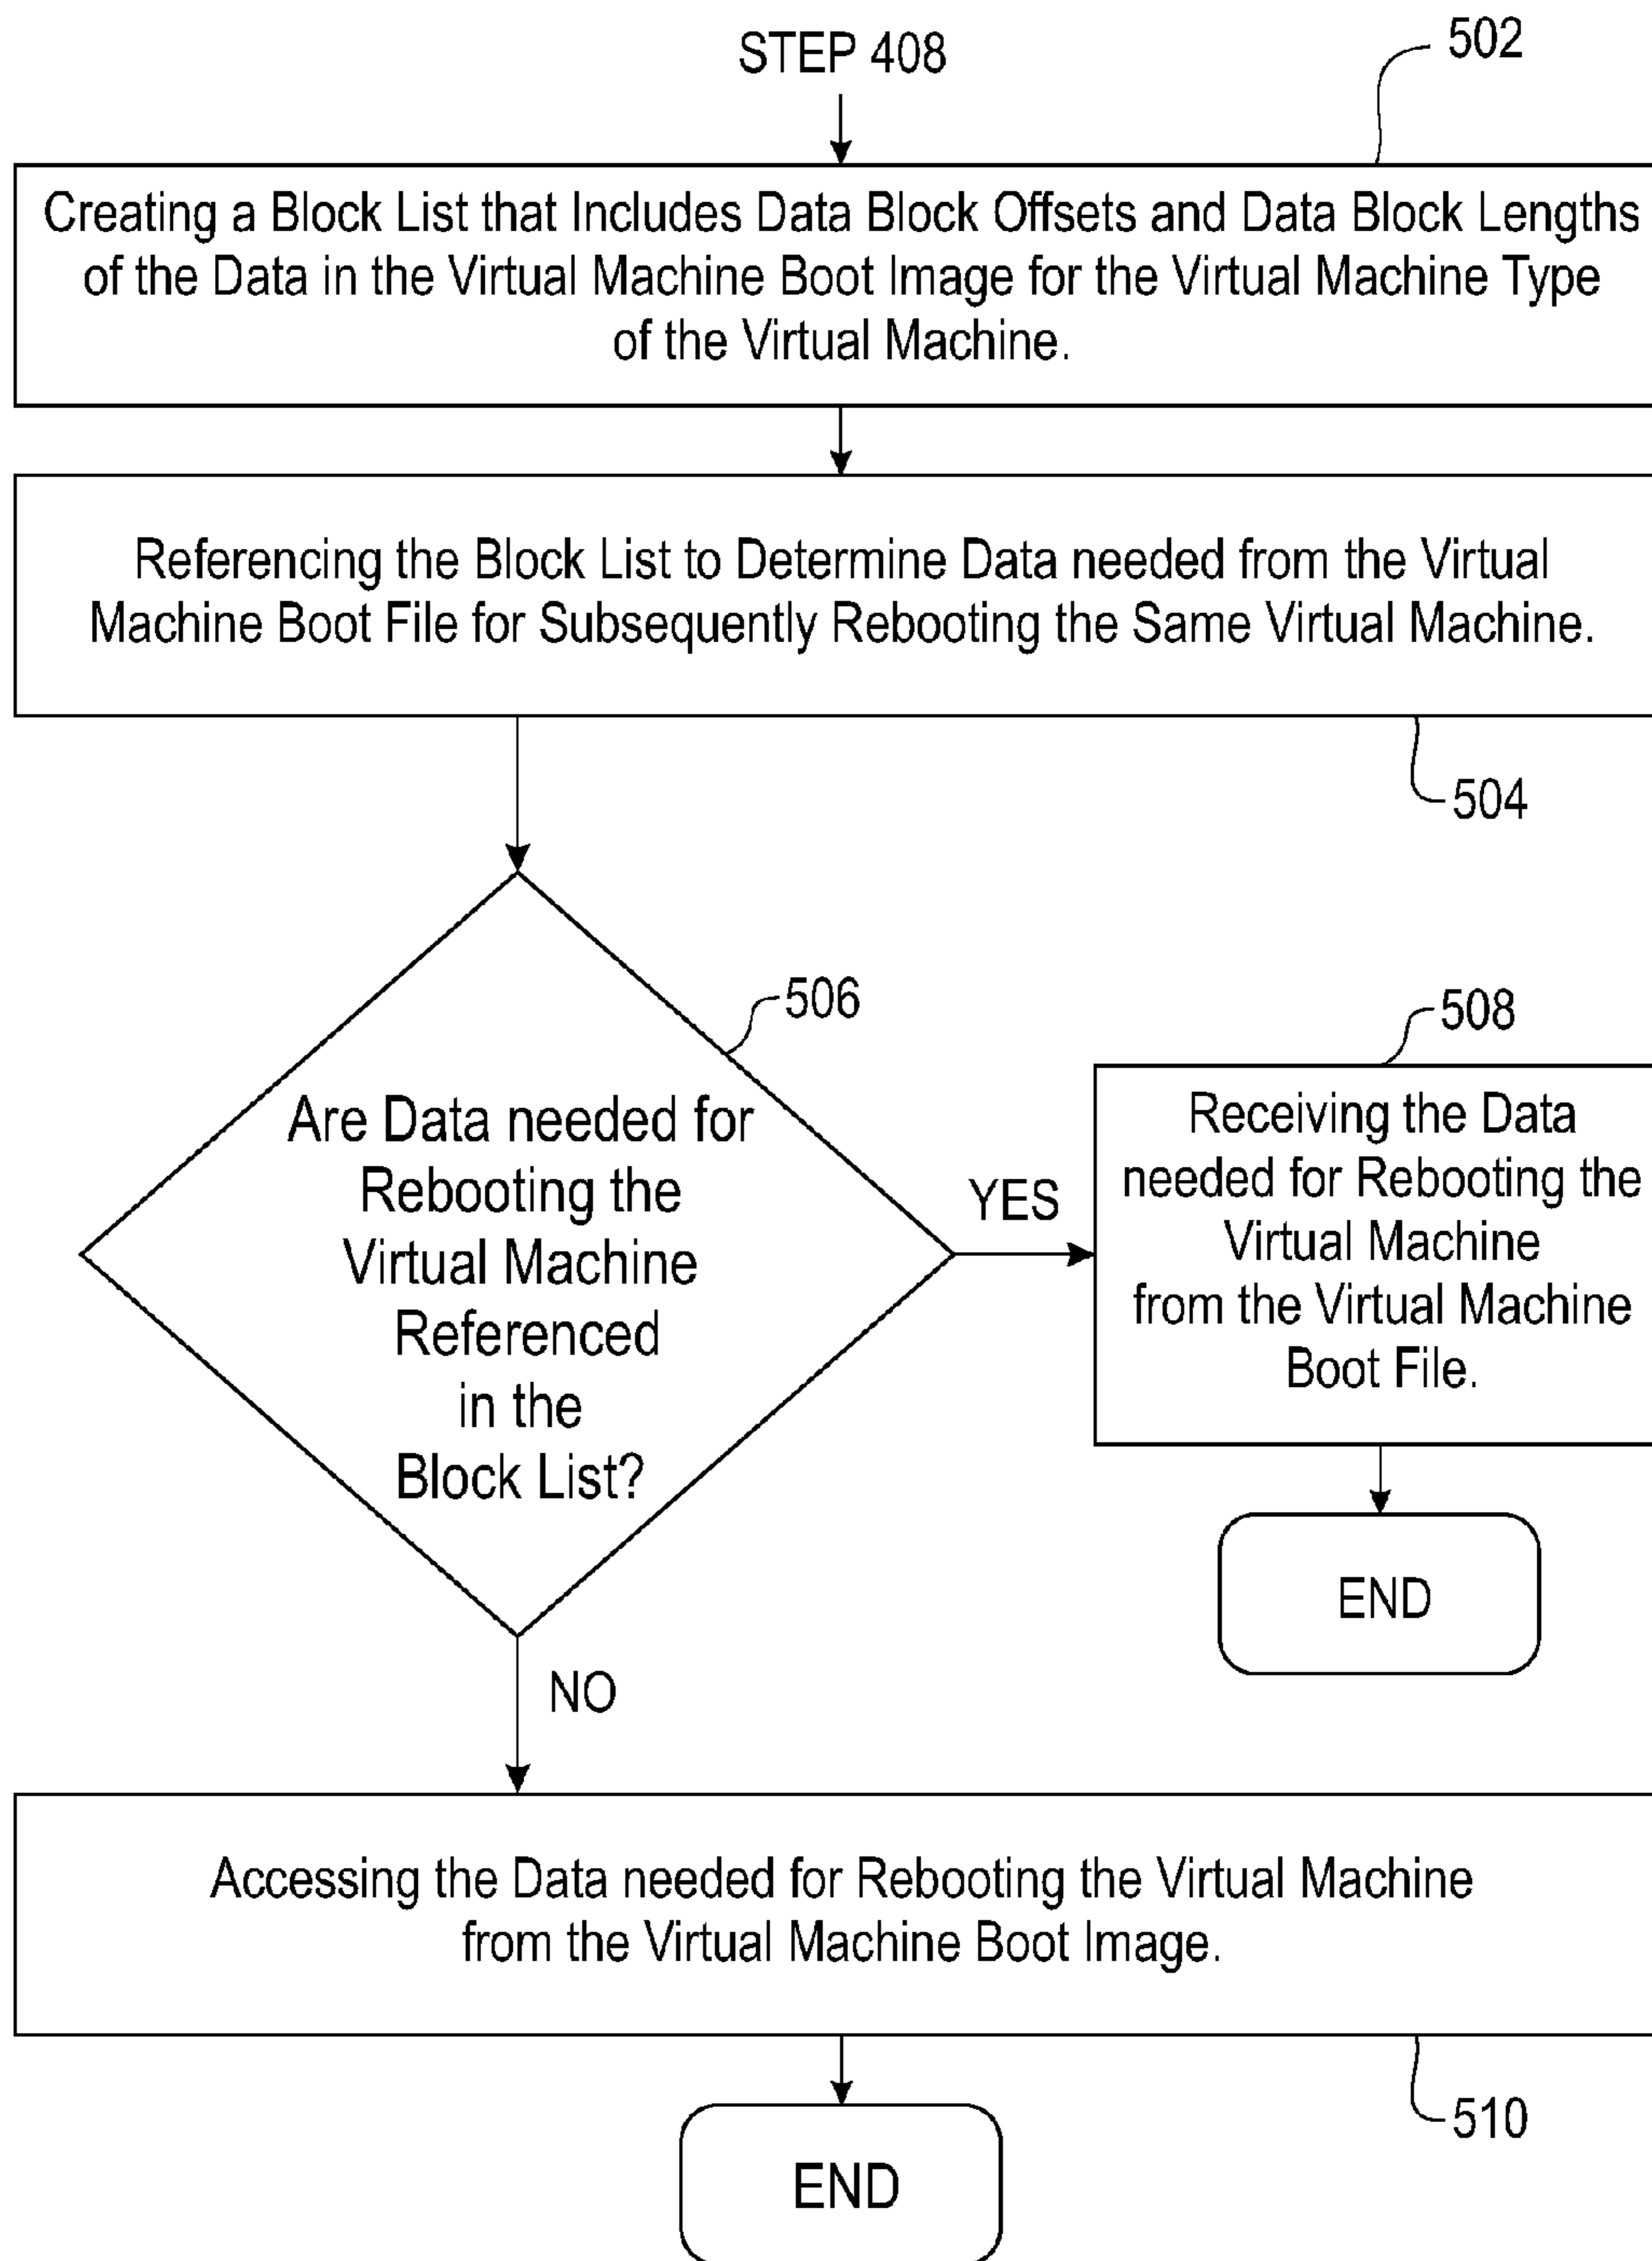 STEP 408
502
Creating a Block List that Includes Data Block Offsets and Data Block Lengths
of the Data in the Virtual Machine Boot Image for the Virtual Machine Type
of the Virtual Machine.
Referencing the Block List to Determine Data needed from the Virtual
Machine Boot File for Subsequently Rebooting the Same Virtual Machine.
504
506
Are Data needed for
Rebooting the
Virtual Machine
Referenced
in the
Block List?
YES
508
Receiving the Data
needed for Rebooting the
Virtual Machine
from the Virtual Machine
Boot File.
END
NO
Accessing the Data needed for Rebooting the Virtual Machine
from the Virtual Machine Boot Image.
510
END